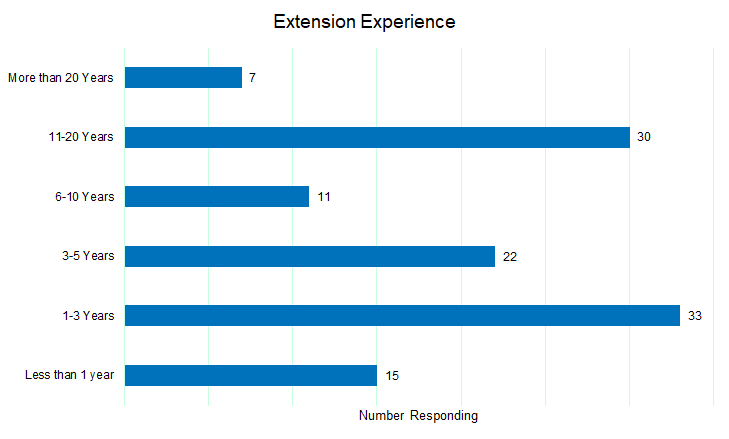 Extension Experience
More than 20 Years 7
11-20 Years 30
6-10 Years 11
3-5 Years 22
1-3 Years 33
Less than 1 year 15
Number Responding